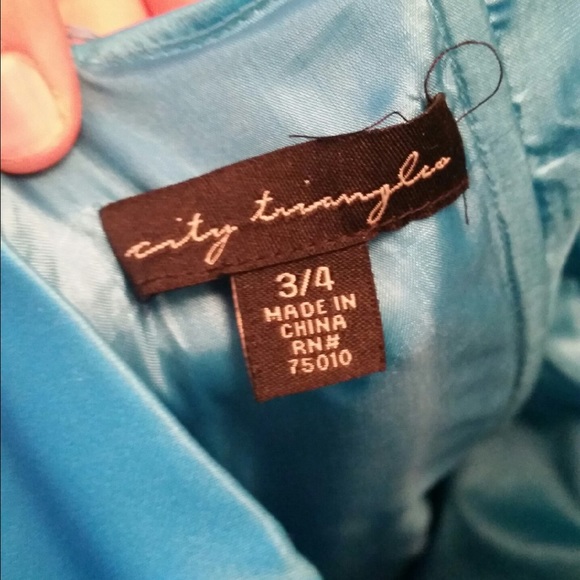 city triangles
3/4
MADE IN
CHINA
RN#
75010